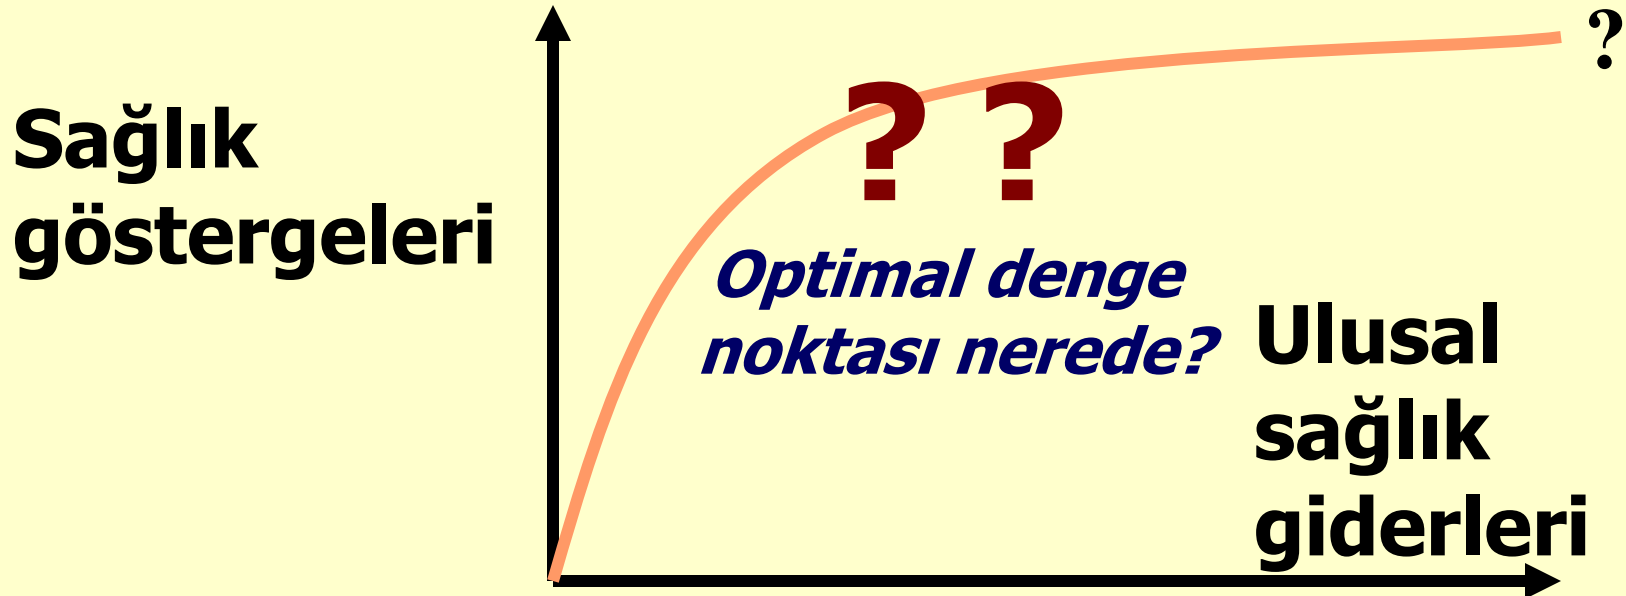 ?
? ?
Sağlık
göstergeleri
Optimal denge
noktası nerede?
Ulusal
sağlık
giderleri